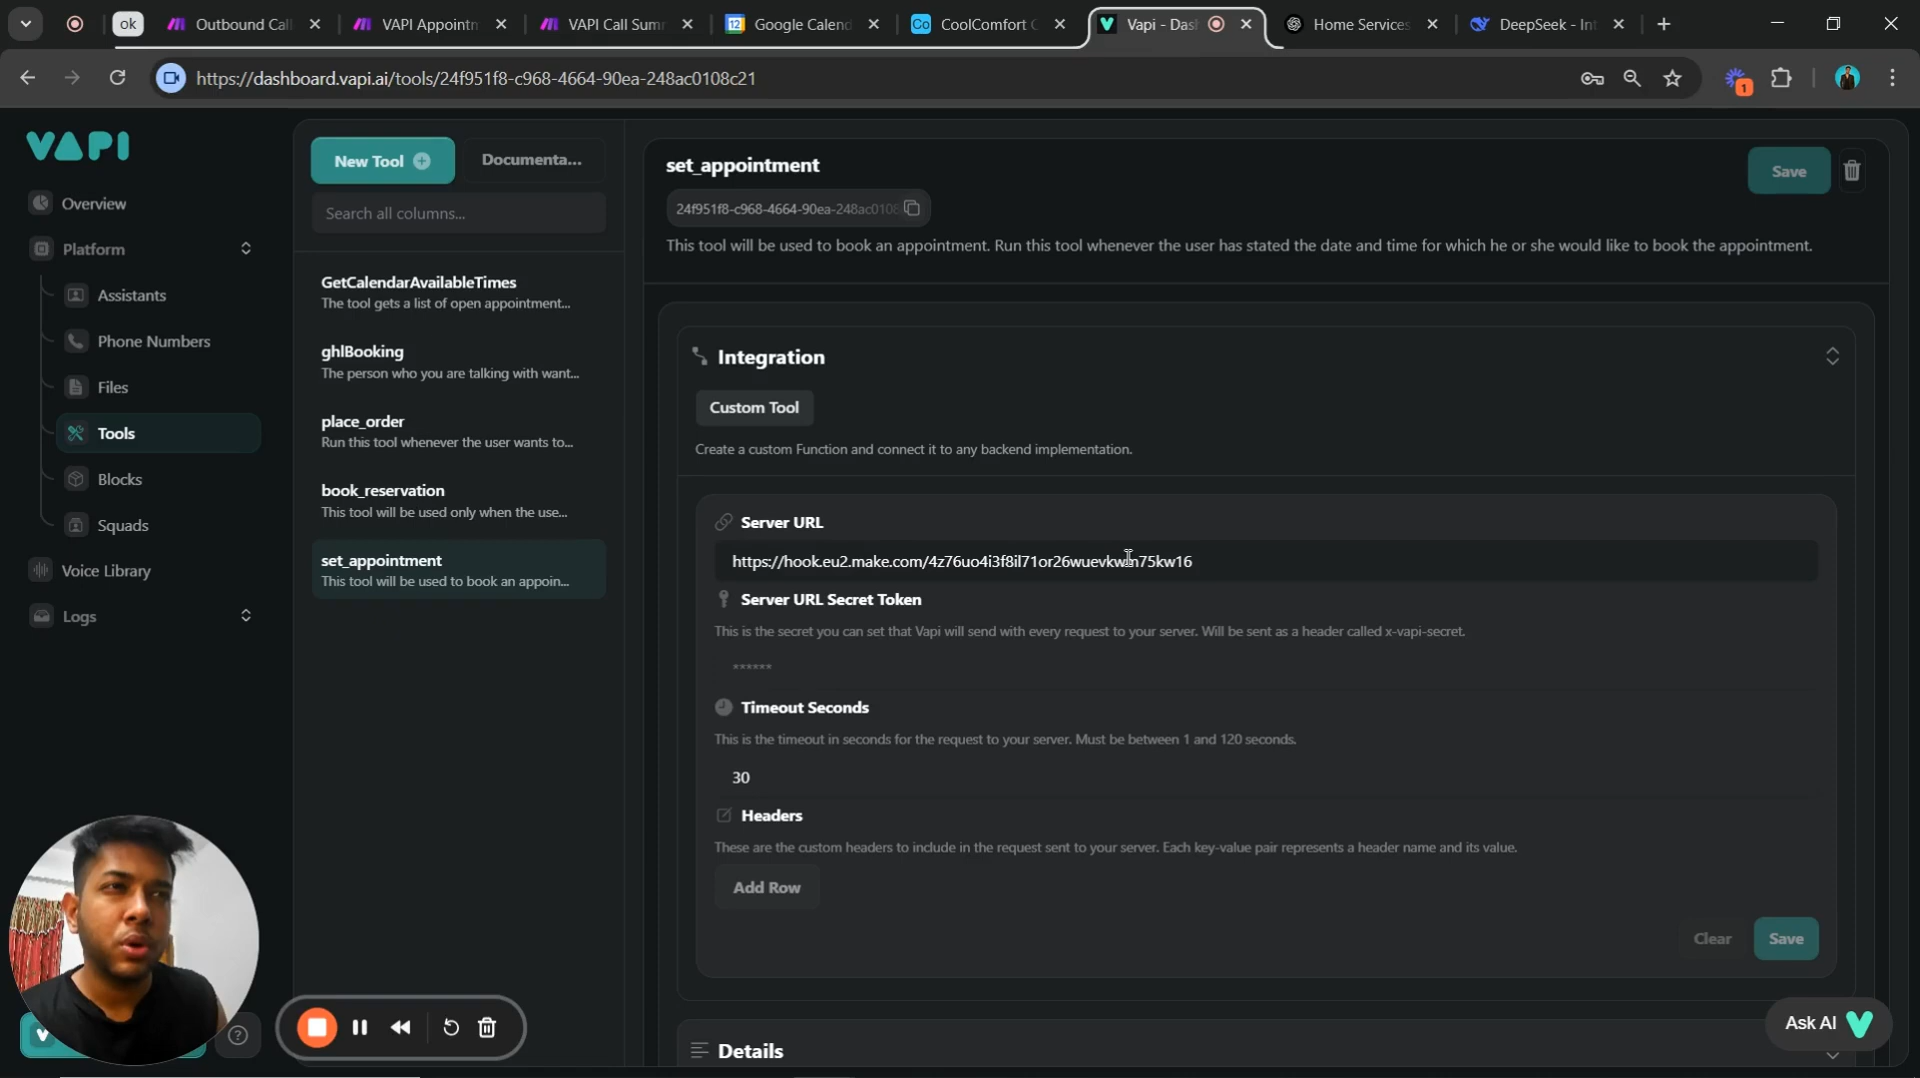 ok
Outbound Call
VAPI Appointm
VAPI Call Summ
12
Google Calend
Co
CoolComfort C
Vapi - Dash
Home Services
DeepSeek - Int
https://dashboard.vapi.ai/tools/24f951f8-c968-4664-90ea-248ac0108c21
1
VAPI
Overview
Platform
Assistants
Phone Numbers
Files
Tools
Blocks
Squads
Voice Library
Logs
New Tool
Documenta...
Search all columns...
GetCalendarAvailableTimes
The tool gets a list of open appointment...
ghlBooking
The person who you are talking with want...
place_order
Run this tool whenever the user wants to...
book_reservation
This tool will be used only when the use...
set_appointment
This tool will be used to book an appoin...
set_appointment
Save
24f951f8-c968-4664-90ea-248ac0108
This tool will be used to book an appointment. Run this tool whenever the user has stated the date and time for which he or she would like to book the appointment.
Integration
Custom Tool
Create a custom Function and connect it to any backend implementation.
Server URL
Server URL Secret Token
This is the secret you can set that Vapi will send with every request to your server. Will be sent as a header called x-vapi-secret.
******
Timeout Seconds
This is the timeout in seconds for the request to your server. Must be between 1 and 120 seconds.
30
Headers
These are the custom headers to include in the request sent to your server. Each key-value pair represents a header name and its value.
Add Row
Clear
Save
Details
Ask AI